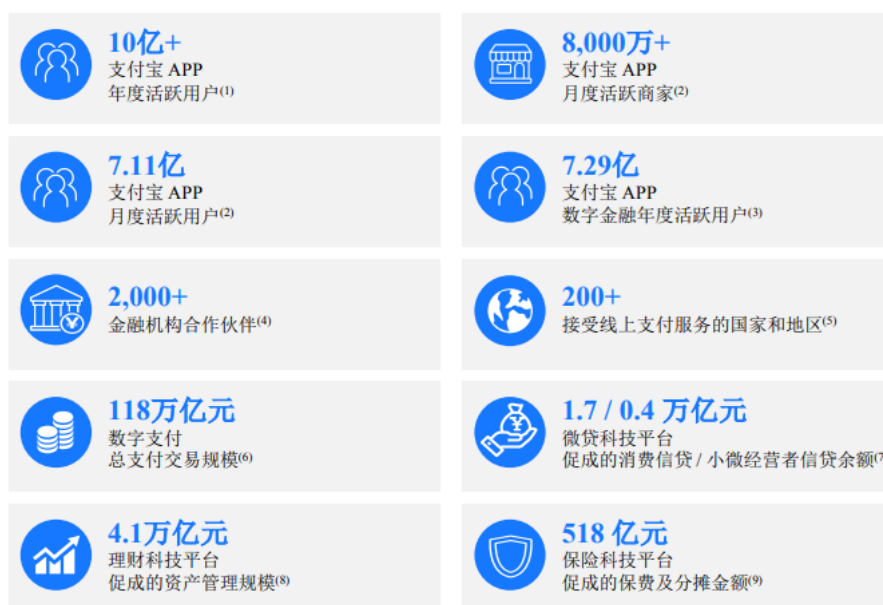 10亿+
支付宝 APP
年度活跃用户(1)
8,000万+
支付宝 APP
月度活跃商家(2)
7.11亿
支付宝 APP
月度活跃用户(2)
7.29亿
支付宝 APP
数字金融年度活跃用户(3)
2,000+
金融机构合作伙伴(4)
200+
接受线上支付服务的国家和地区(5)
118万亿元
数字支付
总支付交易规模(6)
1.7 / 0.4 万亿元
微贷科技平台
促成的消费信贷 / 小微经营者信贷余额(7
4.1万亿元
理财科技平台
促成的资产管理规模(8)
518 亿元
保险科技平台
促成的保费及分摊金额(9)